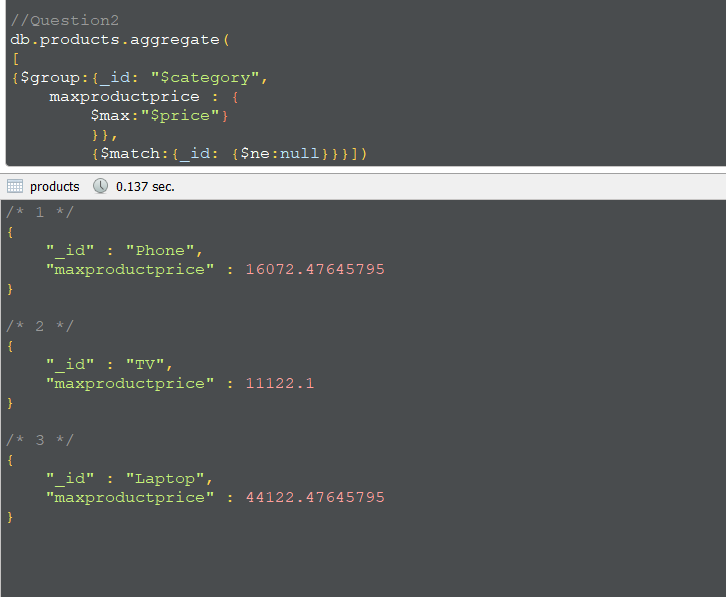 //Question2
db.products.aggregate(
[
{$group:{_id: "$category",
    maxproductprice : {
        $max:"$price"}
        }},
        {$match:{_id: {$ne:null}}}])
products 0.137 sec.
/* 1 */
{
    "_id" : "Phone",
    "maxproductprice" : 16072.47645795
}
/* 2 */
{
    "_id" : "TV",
    "maxproductprice" : 11122.1
}
/* 3 */
{
    "_id" : "Laptop",
    "maxproductprice" : 44122.47645795
}